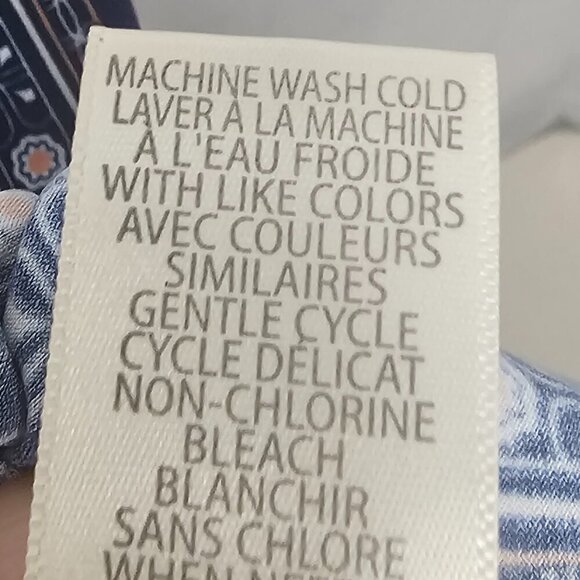 MACHINE WASH COLD
LAVER À LA MACHINE
À L'EAU FROIDE
WITH LIKE COLORS
AVEC COULEURS
SIMILAIRES
GENTLE CYCLE
CYCLE DÉLICAT
NON-CHLORINE
BLEACH
BLANCHIR
SANS CHLORE
WHEN